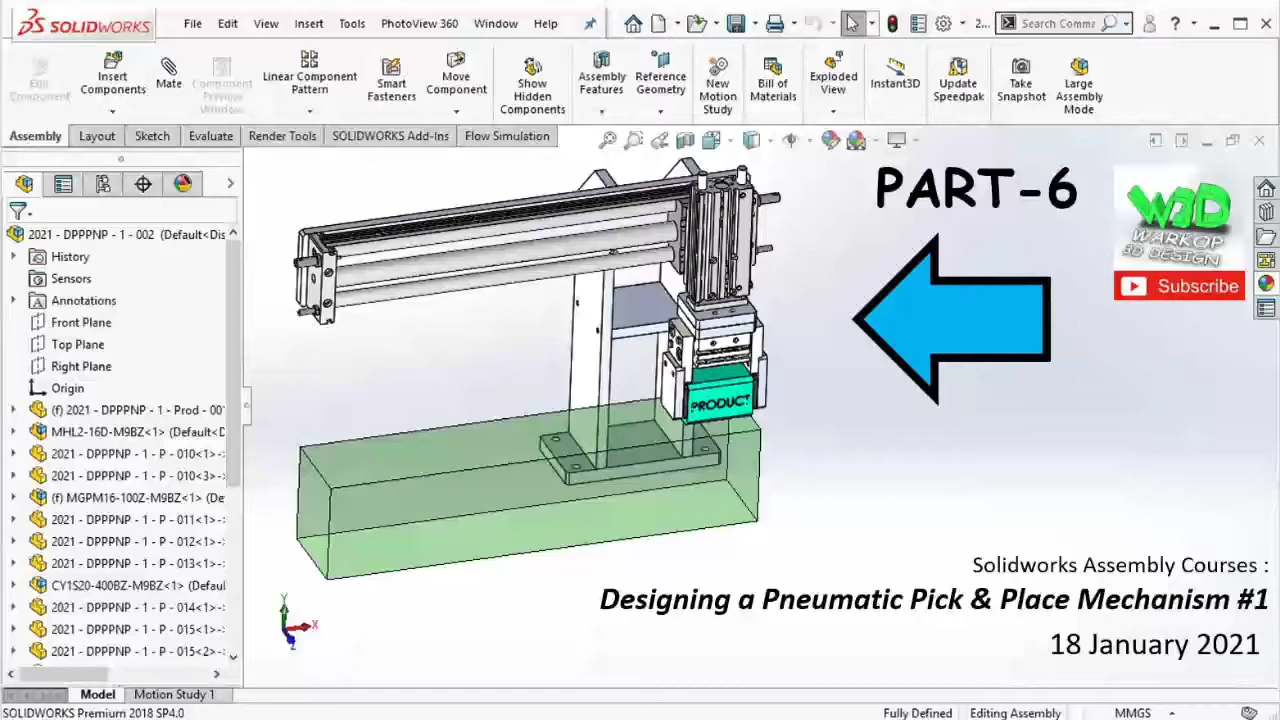 SOLIDWORKS
File Edit View Insert Tools PhotoView 360 Window Help
2...
Search Comma
Edit Component
Insert Components
Mate
Component Preview Window
Linear Component Pattern
Smart Fasteners
Move Component
Show Hidden Components
Assembly Features
Reference Geometry
New Motion Study
Bill of Materials
Exploded View
Instant3D
Update Speedpak
Take Snapshot
Large Assembly Mode
Assembly Layout Sketch Evaluate Render Tools SOLIDWORKS Add-Ins Flow Simulation
2021 - DPPPNP - 1 - 002 (Default<Dis
History
Sensors
Annotations
Front Plane
Top Plane
Right Plane
Origin
(f) 2021 - DPPPNP - 1 - Prod - 00
MHL2-16D-M9BZ<1> (Default<D
2021 - DPPPNP - 1 - P - 010<1>->
2021 - DPPPNP - 1 - P - 010<3>->
(f) MGPM16-100Z-M9BZ<1> (De
2021 - DPPPNP - 1 - P - 011<1>->
2021 - DPPPNP - 1 - P - 012<1>->
2021 - DPPPNP - 1 - P - 013<1>->
CY1S20-400BZ-M9BZ<1> (Defaul
2021 - DPPPNP - 1 - P - 014<1>->
2021 - DPPPNP - 1 - P - 015<1>->
2021 - DPPPNP - 1 - P - 015<2>->
PRODUCT
Y
X
Z
PART-6
W3D
WARKOP
3D DESIGN
Subscribe
Solidworks Assembly Courses :
Designing a Pneumatic Pick & Place Mechanism #1
18 January 2021
Model Motion Study 1
SOLIDWORKS Premium 2018 SP4.0
Fully Defined Editing Assembly MMGS